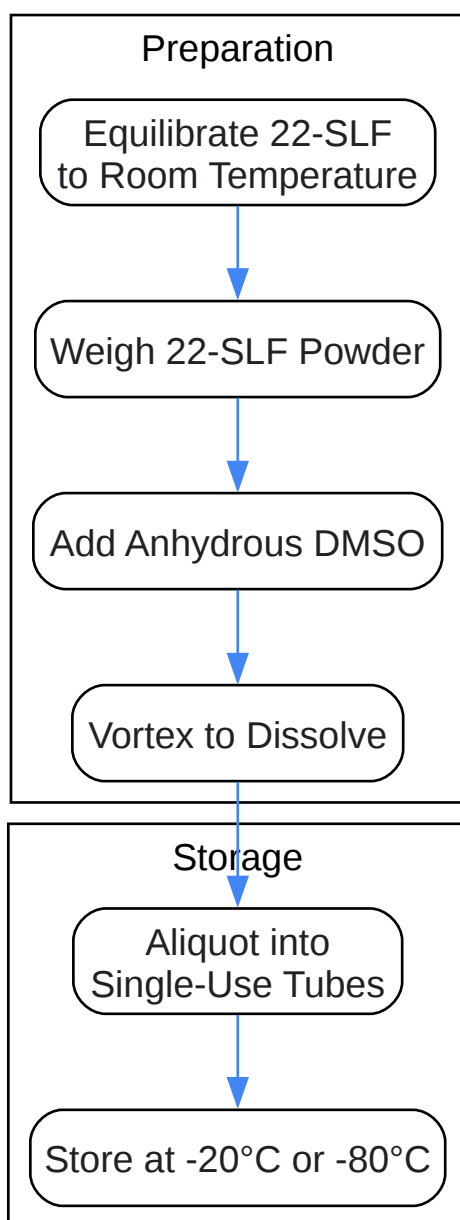 Preparation
Equilibrate 22-SLF
to Room Temperature
Weigh 22-SLF Powder
Add Anhydrous DMSO
Vortex to Dissolve
Storage
Aliquot into
Single-Use Tubes
Store at -20°C or -80°C